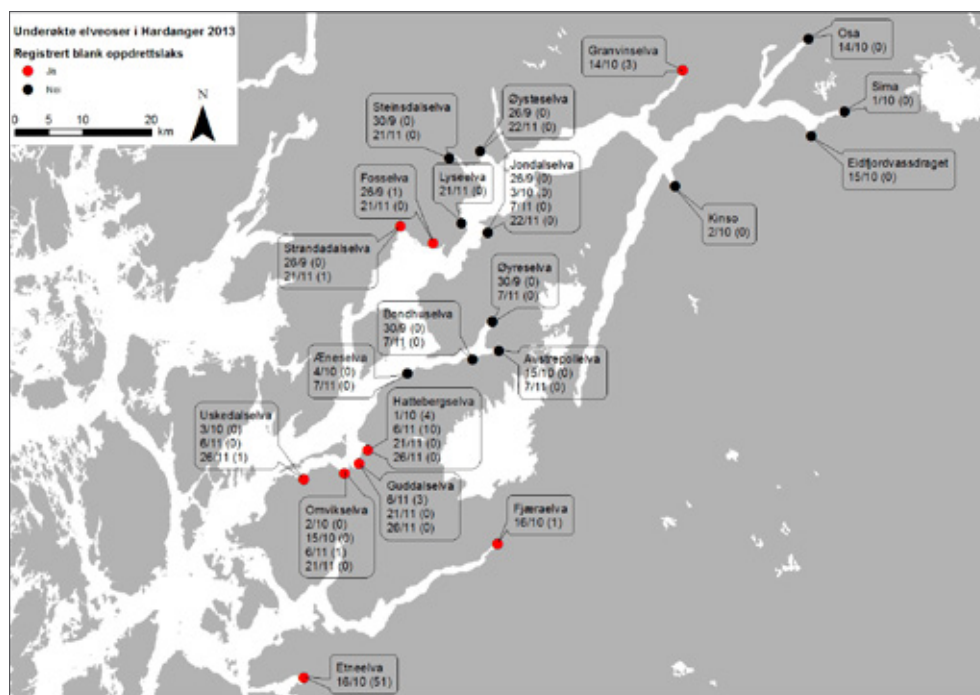 Underøkte elveoser i Hardanger 2013
Registrert blank oppdrettslaks
Ja
Nei
N
0 5 10 20
km
Osa
14/10 (0)
Granvinselva
14/10 (3)
Sima
1/10 (0)
Steinsdalselva
30/9 (0)
21/11 (0)
Øysteselva
26/9 (0)
22/11 (0)
Eidfjordvassdraget
15/10 (0)
Fosselva
26/9 (1)
21/11 (0)
Lyseelva
21/11 (0)
Jondalselva
26/9 (0)
3/10 (0)
7/11 (0)
22/11 (0)
Kinso
2/10 (0)
Strandadalselva
26/9 (0)
21/11 (1)
Øyreselva
30/9 (0)
7/11 (0)
Bondhuselva
30/9 (0)
7/11 (0)
Æneselva
4/10 (0)
7/11 (0)
Austrepollelva
15/10 (0)
7/11 (0)
Hattebergselva
1/10 (4)
6/11 (10)
21/11 (0)
26/11 (0)
Uskedalselva
3/10 (0)
6/11 (0)
26/11 (1)
Guddalselva
6/11 (3)
21/11 (0)
26/11 (0)
Omvikselva
2/10 (0)
15/10 (0)
6/11 (1)
21/11 (0)
Fjæraelva
16/10 (1)
Etneelva
16/10 (51)